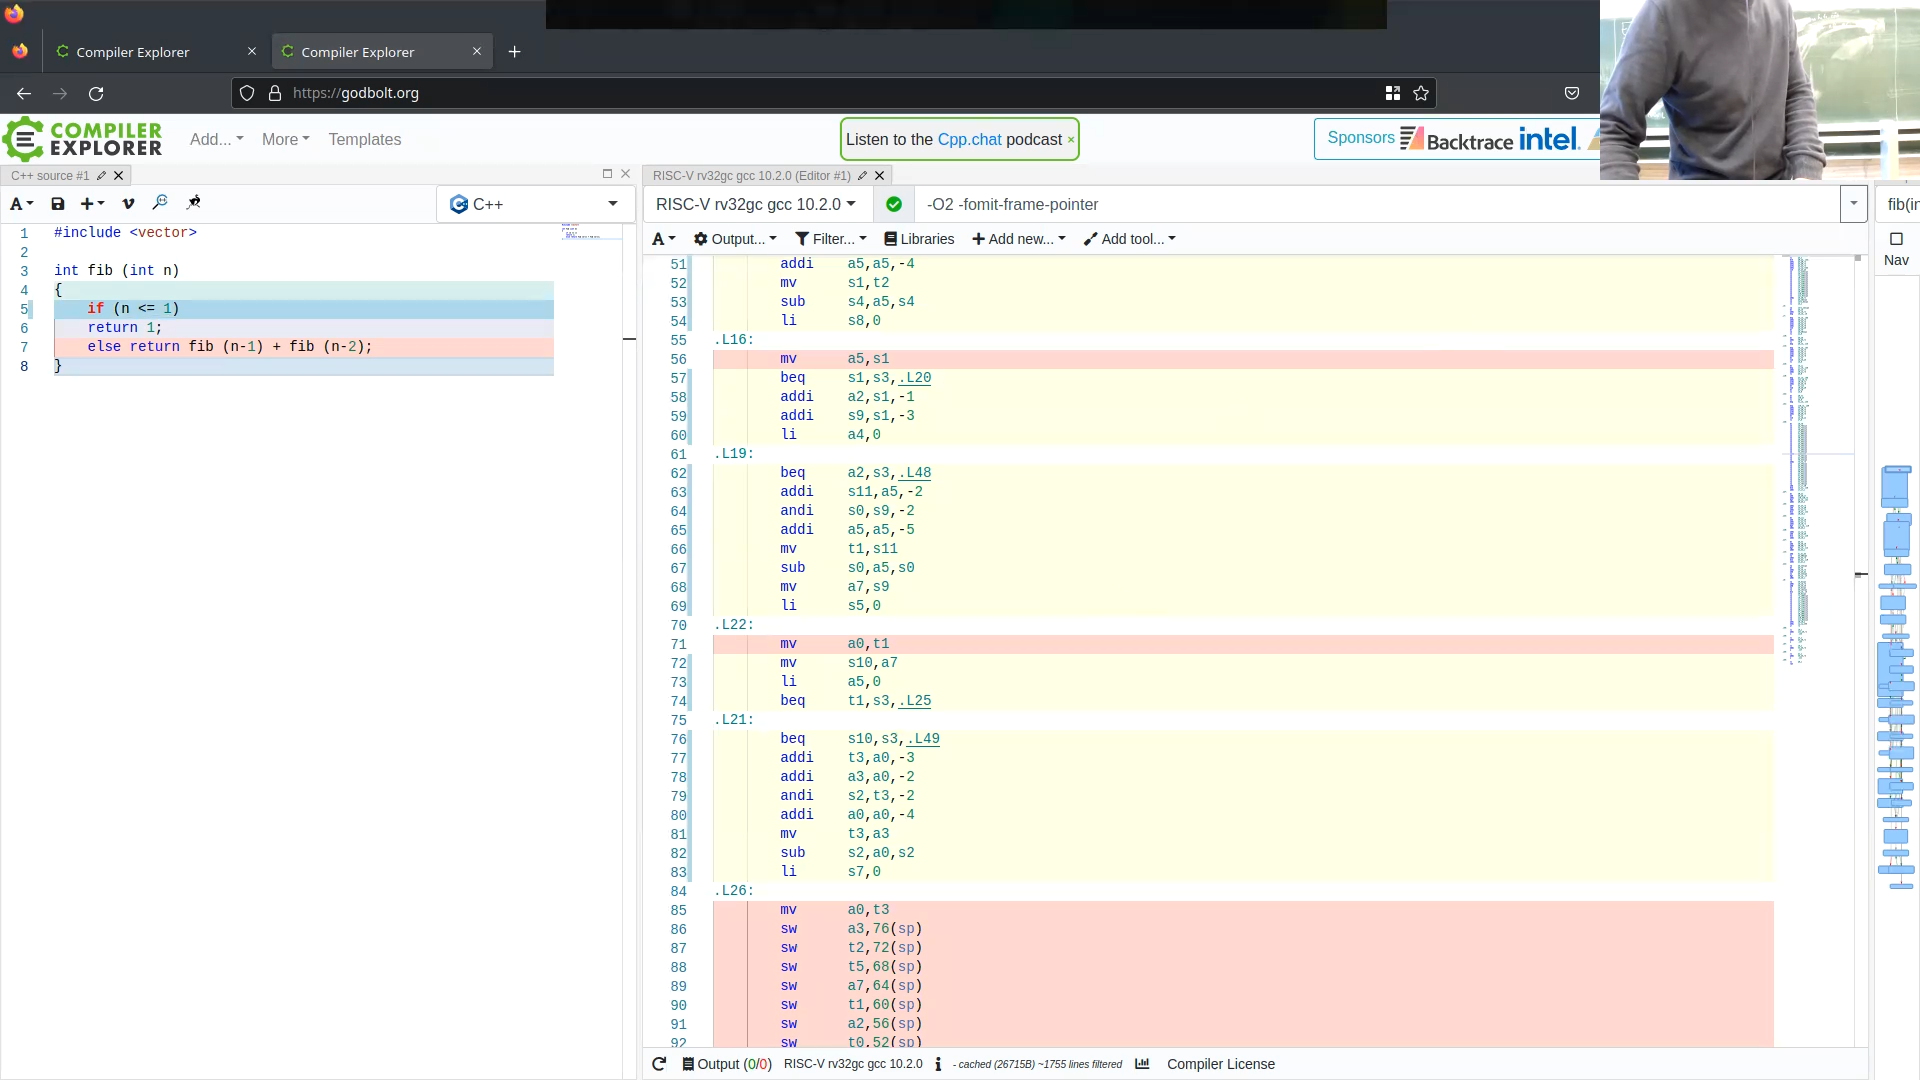 Compiler Explorer
Compiler Explorer
https://godbolt.org
COMPILER EXPLORER
Add...
More
Templates
Listen to the Cpp.chat podcast ×
Sponsors Backtrace intel.
C++ source #1
RISC-V rv32gc gcc 10.2.0 (Editor #1)
A
C++
RISC-V rv32gc gcc 10.2.0
-O2 -fomit-frame-pointer
fib(in
A Output... Filter... Libraries Add new... Add tool...
Nav
1 #include <vector>
2
3 int fib (int n)
4 {
5 if (n <= 1)
6 return 1;
7 else return fib (n-1) + fib (n-2);
8 }
51 addi a5,a5,-4
52 mv s1,t2
53 sub s4,a5,s4
54 li s8,0
55 .L16:
56 mv a5,s1
57 beq s1,s3,.L20
58 addi a2,s1,-1
59 addi s9,s1,-3
60 li a4,0
61 .L19:
62 beq a2,s3,.L48
63 addi s11,a5,-2
64 andi s0,s9,-2
65 addi a5,a5,-5
66 mv t1,s11
67 sub s0,a5,s0
68 mv a7,s9
69 li s5,0
70 .L22:
71 mv a0,t1
72 mv s10,a7
73 li a5,0
74 beq t1,s3,.L25
75 .L21:
76 beq s10,s3,.L49
77 addi t3,a0,-3
78 addi a3,a0,-2
79 andi s2,t3,-2
80 addi a0,a0,-4
81 mv t3,a3
82 sub s2,a0,s2
83 li s7,0
84 .L26:
85 mv a0,t3
86 sw a3,76(sp)
87 sw t2,72(sp)
88 sw t5,68(sp)
89 sw a7,64(sp)
90 sw t1,60(sp)
91 sw a2,56(sp)
92 sw t0,52(sp)
Output (0/0) RISC-V rv32gc gcc 10.2.0 - cached (26715B) ~1755 lines filtered Compiler License